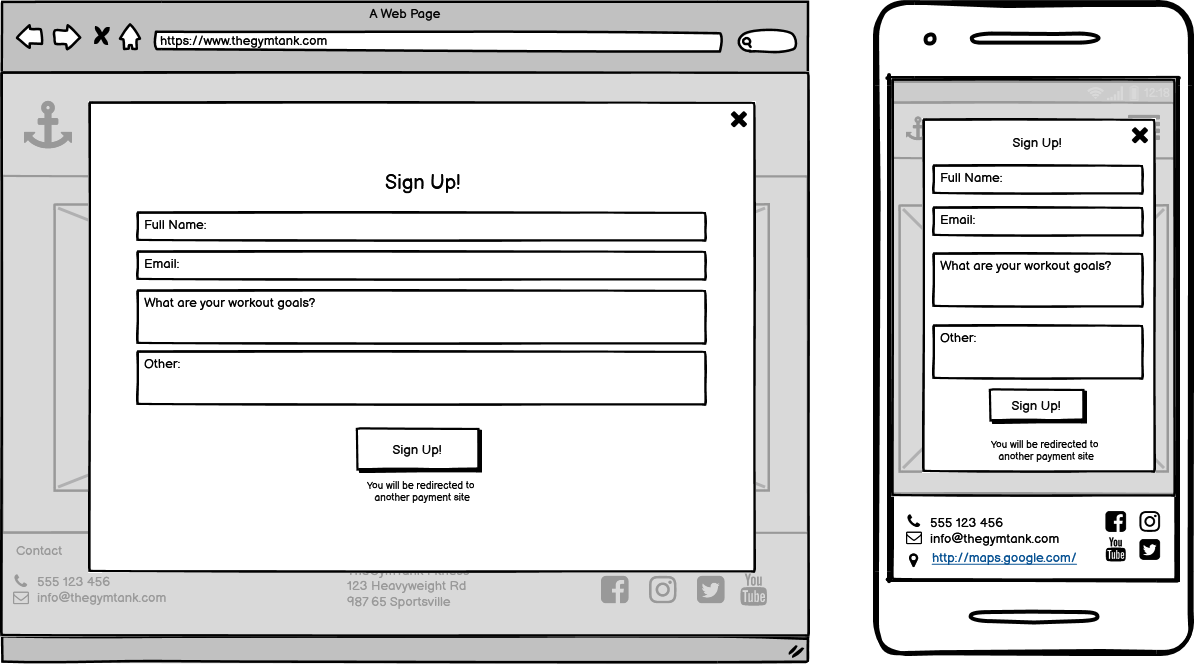 A Web Page
https://www.thegymtank.com
Sign Up!
Full Name:
Email:
What are your workout goals?
Other:
Sign Up!
You will be redirected to
another payment site
Contact
555 123 456
info@thegymtank.com
123 Heavyweight Rd
987 65 Sportsville
You
Tube
12:18
Sign Up!
Full Name:
Email:
What are your workout goals?
Other:
Sign Up!
You will be redirected to
another payment site
555 123 456
info@thegymtank.com
http://maps.google.com/
You
Tube